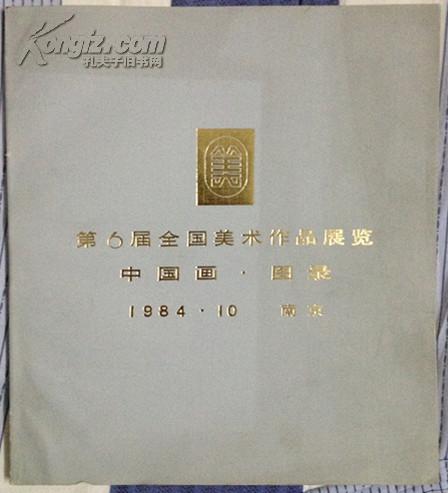 Kongfz.com
孔夫子旧书网
美
第6届全国美术作品展览
中国画·图录
1984·10 南京